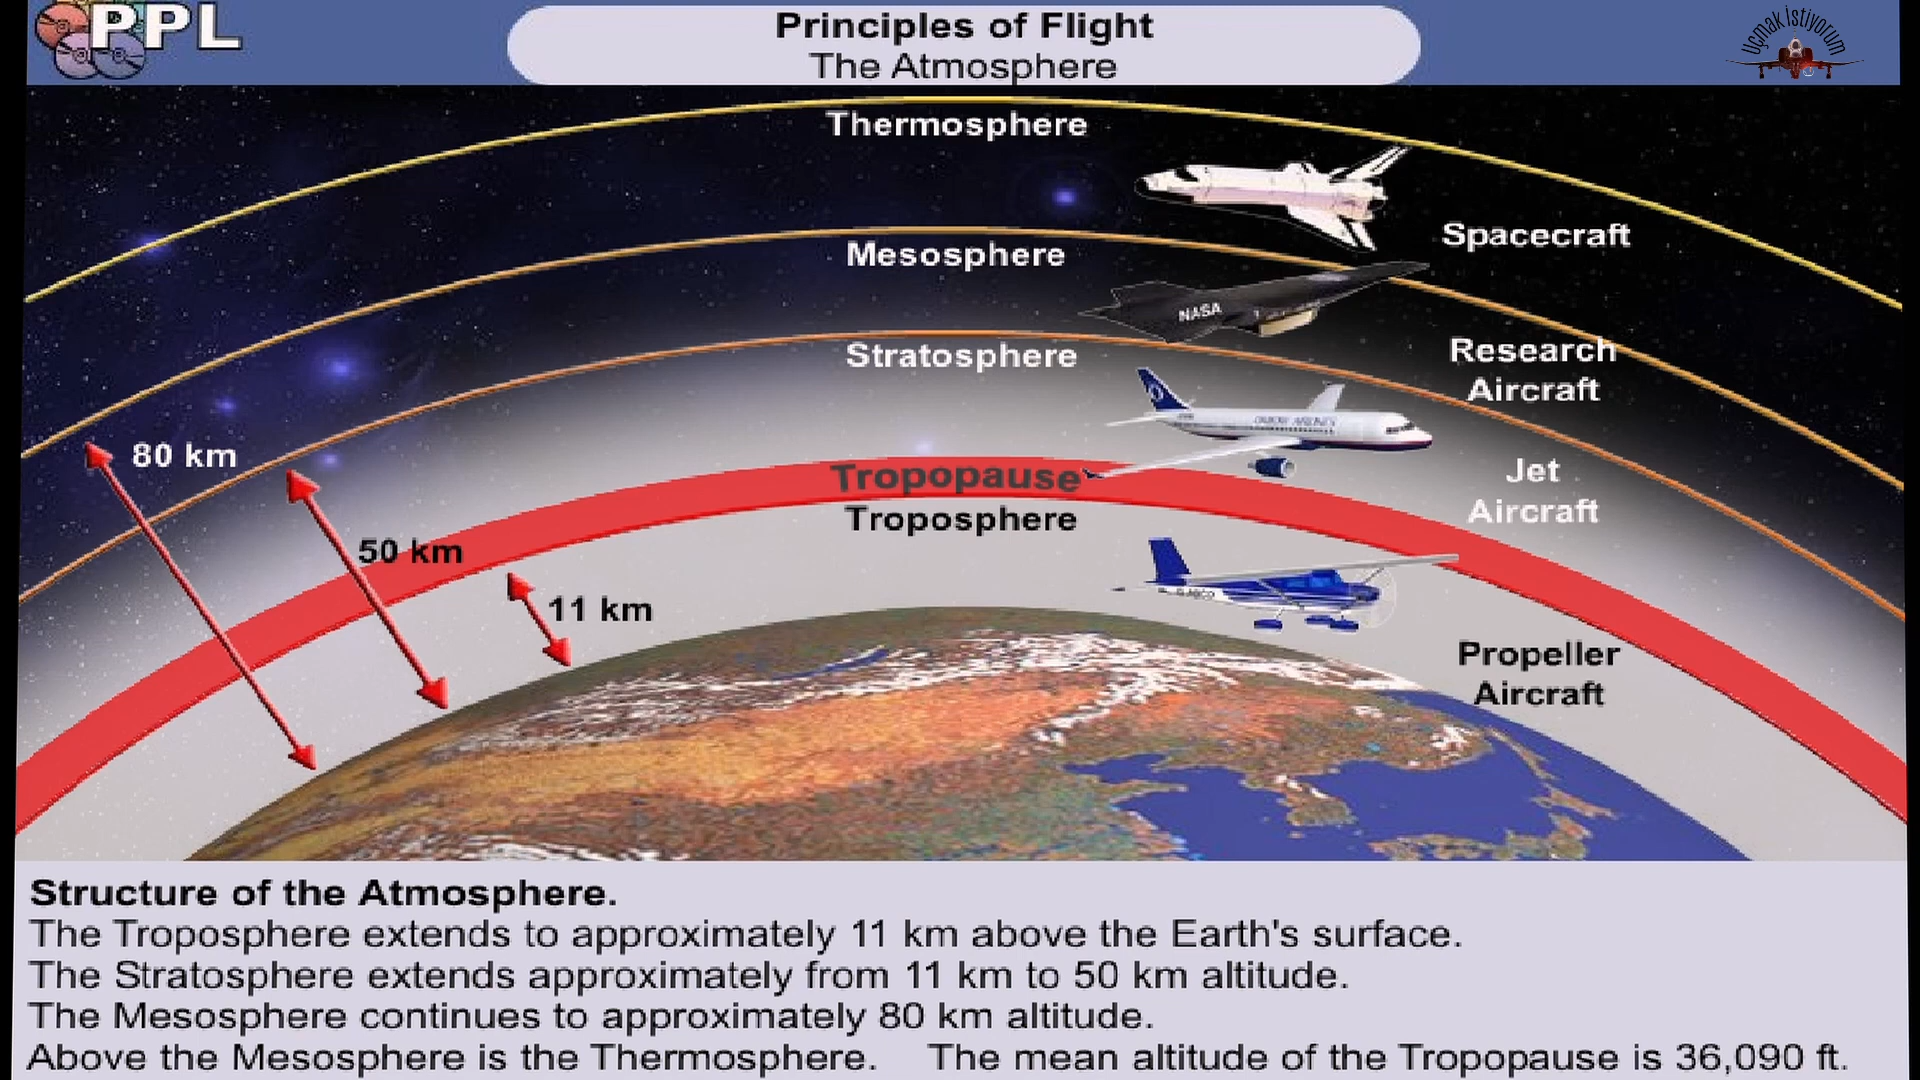 PPL
Principles of Flight
The Atmosphere
uçmak istiyorum
Thermosphere
Spacecraft
Mesosphere
NASA
Research
Aircraft
Stratosphere
Jet
Aircraft
Tropopause
Troposphere
80 km
50 km
11 km
Propeller
Aircraft
Structure of the Atmosphere.
The Troposphere extends to approximately 11 km above the Earth's surface.
The Stratosphere extends approximately from 11 km to 50 km altitude.
The Mesosphere continues to approximately 80 km altitude.
Above the Mesosphere is the Thermosphere. The mean altitude of the Tropopause is 36,090 ft.